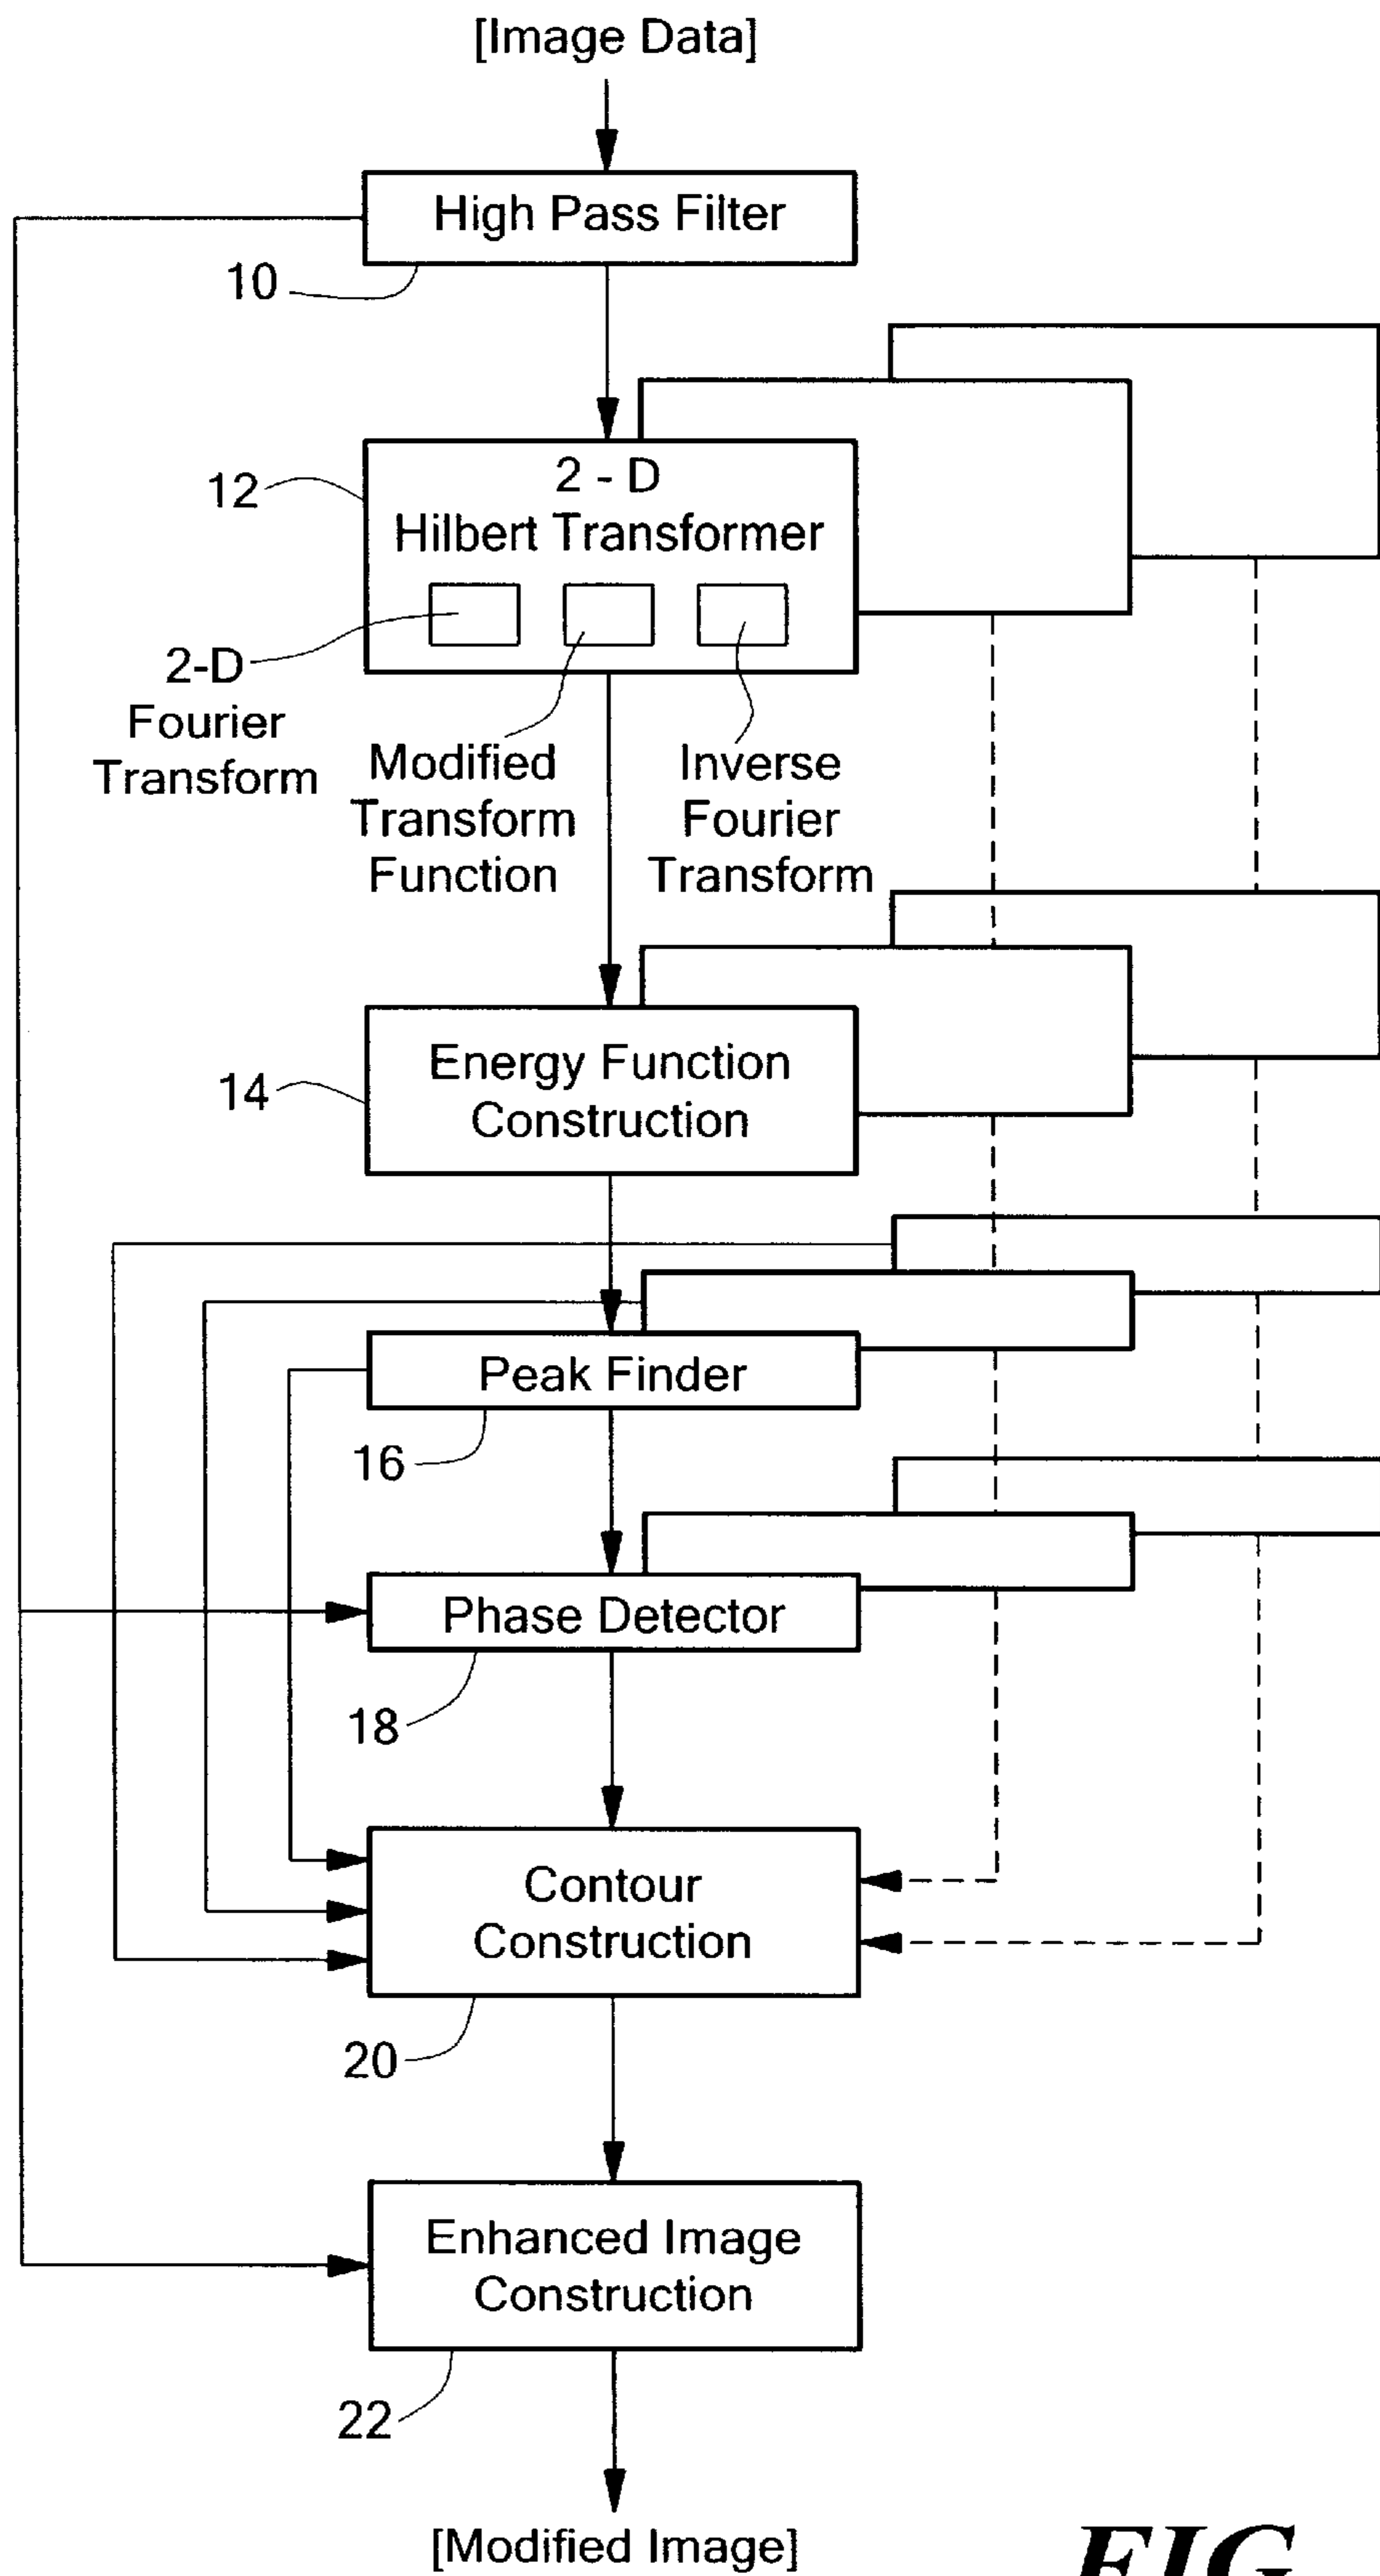 [Image Data]
High Pass Filter
10
12
2 - D
Hilbert Transformer
2-D
Fourier
Transform
Modified
Transform
Function
Inverse
Fourier
Transform
14
Energy Function
Construction
Peak Finder
16
Phase Detector
18
Contour
Construction
20
Enhanced Image
Construction
22
[Modified Image]
FIG